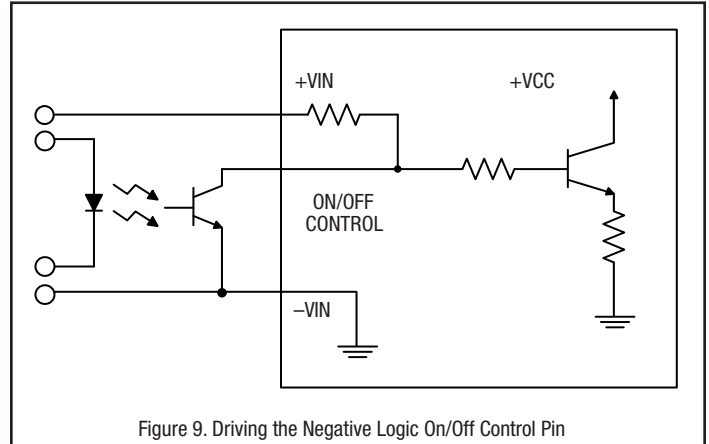 +VIN
+VCC
ON/OFF
CONTROL
–VIN
Figure 9. Driving the Negative Logic On/Off Control Pin